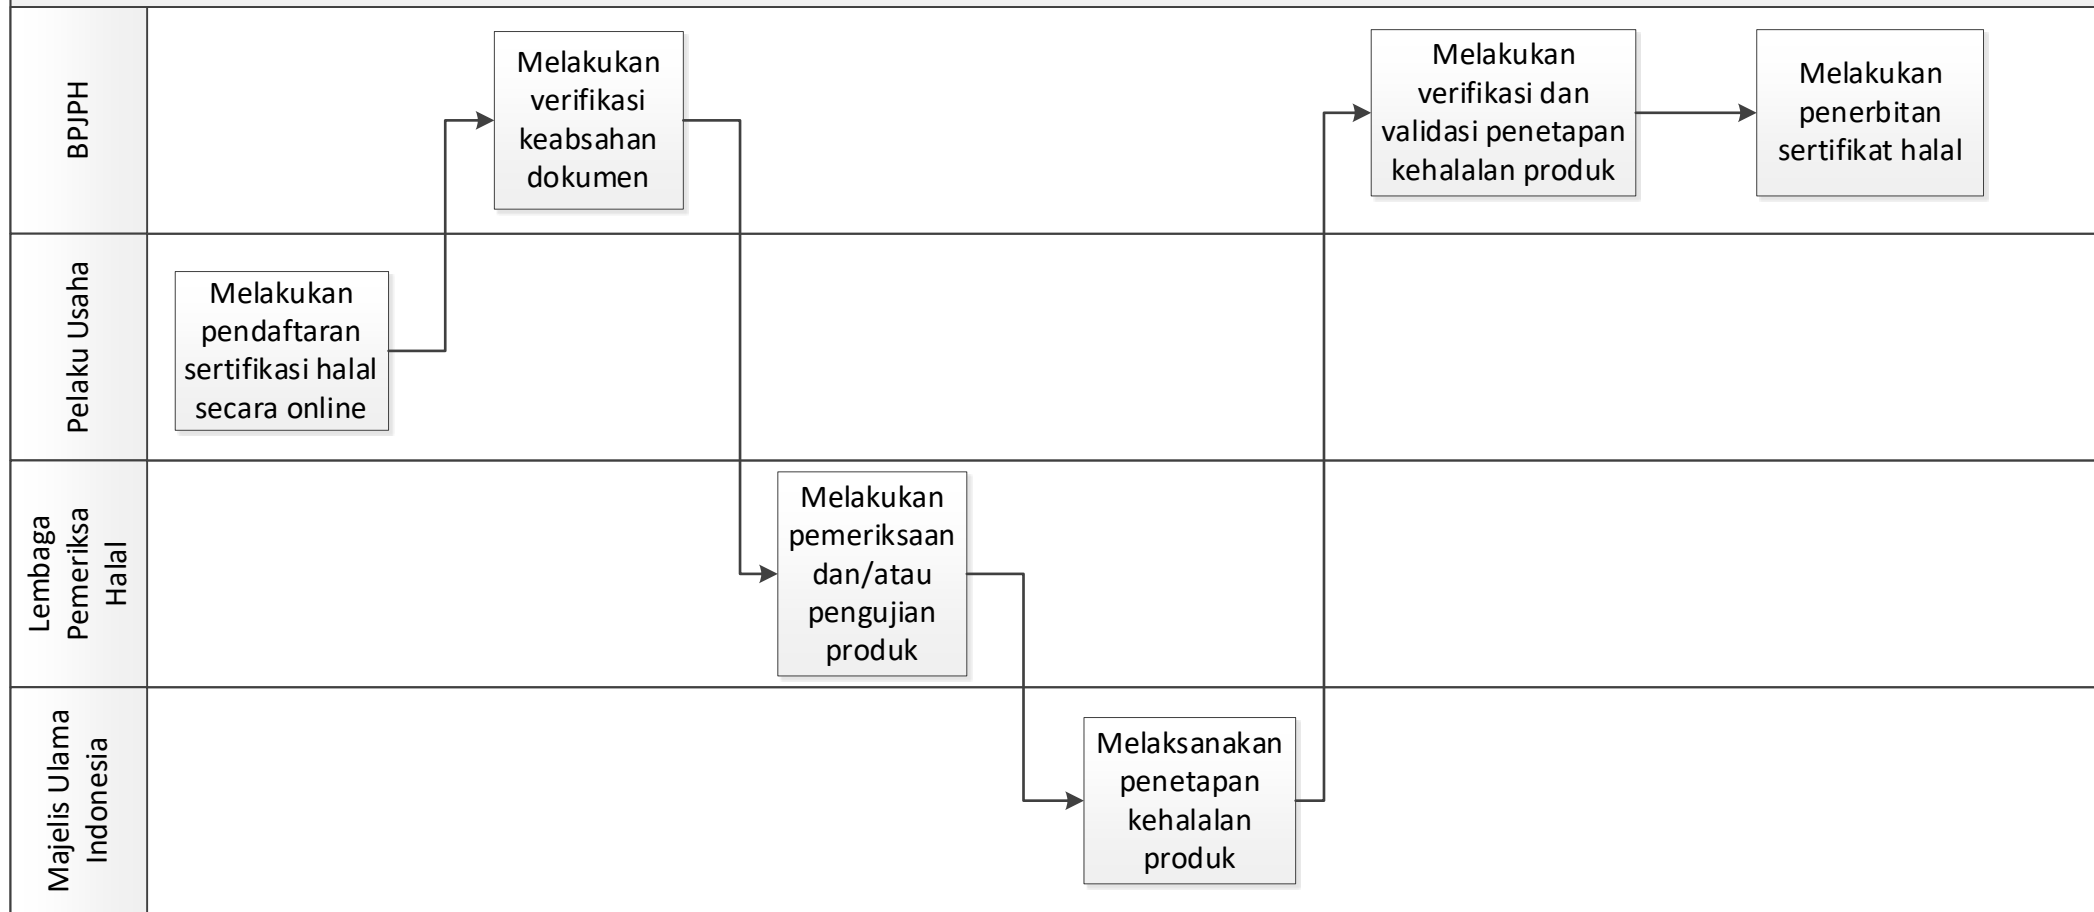 BPJPH
Melakukan
verifikasi
keabsahan
dokumen
Melakukan
verifikasi dan
validasi penetapan
kehalalan produk
Melakukan
penerbitan
sertifikat halal
Pelaku Usaha
Melakukan
pendaftaran
sertifikasi halal
secara online
Lembaga
Pemeriksa
Halal
Melakukan
pemeriksaan
dan/atau
pengujian
produk
Majelis Ulama
Indonesia
Melaksanakan
penetapan
kehalalan
produk